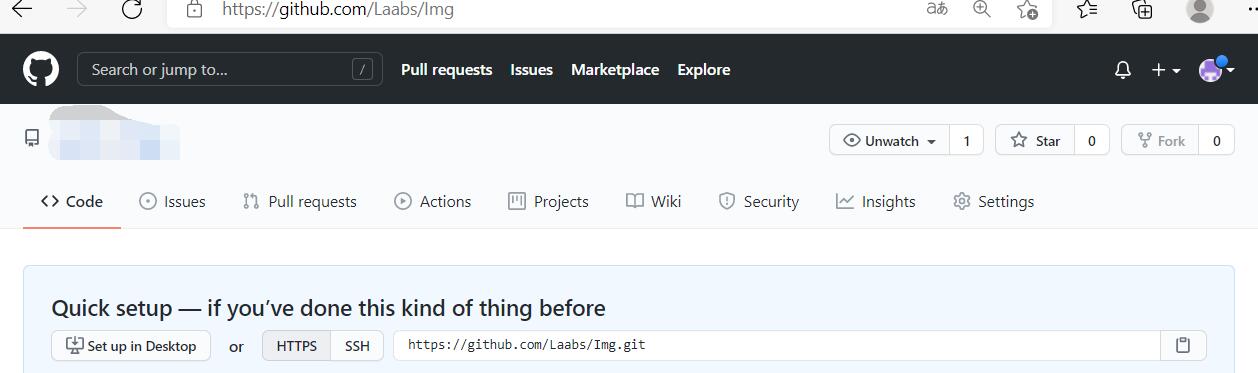 https://github.com/Laabs/Img
aあ
Search or jump to... /
Pull requests Issues Marketplace Explore
Unwatch 1 Star 0 Fork 0
Code Issues Pull requests Actions Projects Wiki Security Insights Settings
Quick setup — if you’ve done this kind of thing before
Set up in Desktop or HTTPS SSH https://github.com/Laabs/Img.git